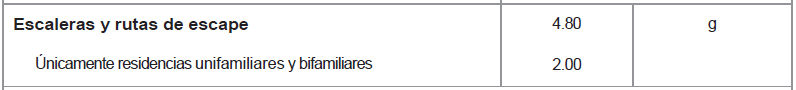 Escaleras y rutas de escape 4.80 g
Únicamente residencias unifamiliares y bifamiliares 2.00